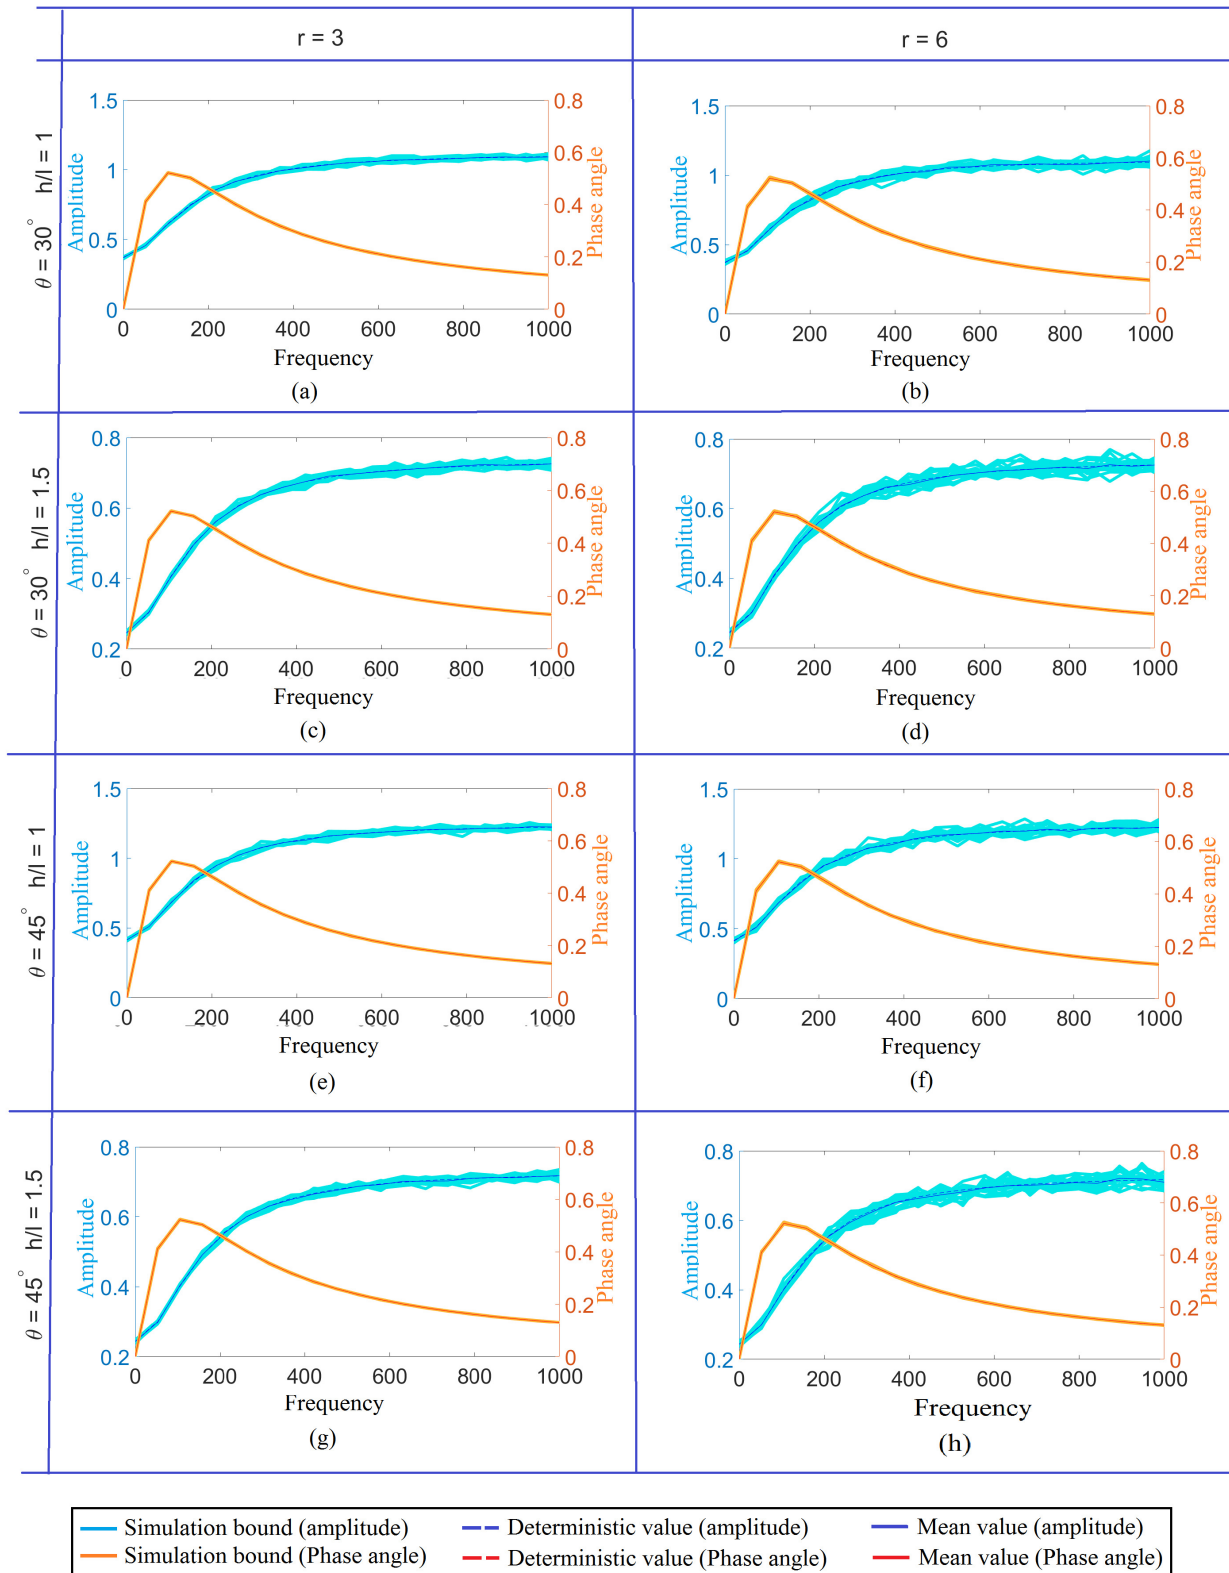 r = 3
r = 6
θ = 30° h/l = 1
1.5
1
0.5
0
Amplitude
0.8
0.6
0.4
0.2
0
Phase angle
0 200 400 600 800 1000
Frequency
(a)
1.5
1
0.5
0
Amplitude
0.8
0.6
0.4
0.2
0
Phase angle
0 200 400 600 800 1000
Frequency
(b)
θ = 30° h/l = 1.5
0.8
0.6
0.4
0.2
Amplitude
0.8
0.6
0.4
0.2
0
Phase angle
0 200 400 600 800 1000
Frequency
(c)
0.8
0.6
0.4
0.2
Amplitude
0.8
0.6
0.4
0.2
0
Phase angle
0 200 400 600 800 1000
Frequency
(d)
θ = 45° h/l = 1
1.5
1
0.5
0
Amplitude
0.8
0.6
0.4
0.2
0
Phase angle
0 200 400 600 800 1000
Frequency
(e)
1.5
1
0.5
0
Amplitude
0.8
0.6
0.4
0.2
0
Phase angle
0 200 400 600 800 1000
Frequency
(f)
θ = 45° h/l = 1.5
0.8
0.6
0.4
0.2
Amplitude
0.8
0.6
0.4
0.2
0
Phase angle
0 200 400 600 800 1000
Frequency
(g)
0.8
0.6
0.4
0.2
Amplitude
0.8
0.6
0.4
0.2
0
Phase angle
0 200 400 600 800 1000
Frequency
(h)
Simulation bound (amplitude) Deterministic value (amplitude) Mean value (amplitude)
Simulation bound (Phase angle) Deterministic value (Phase angle) Mean value (Phase angle)